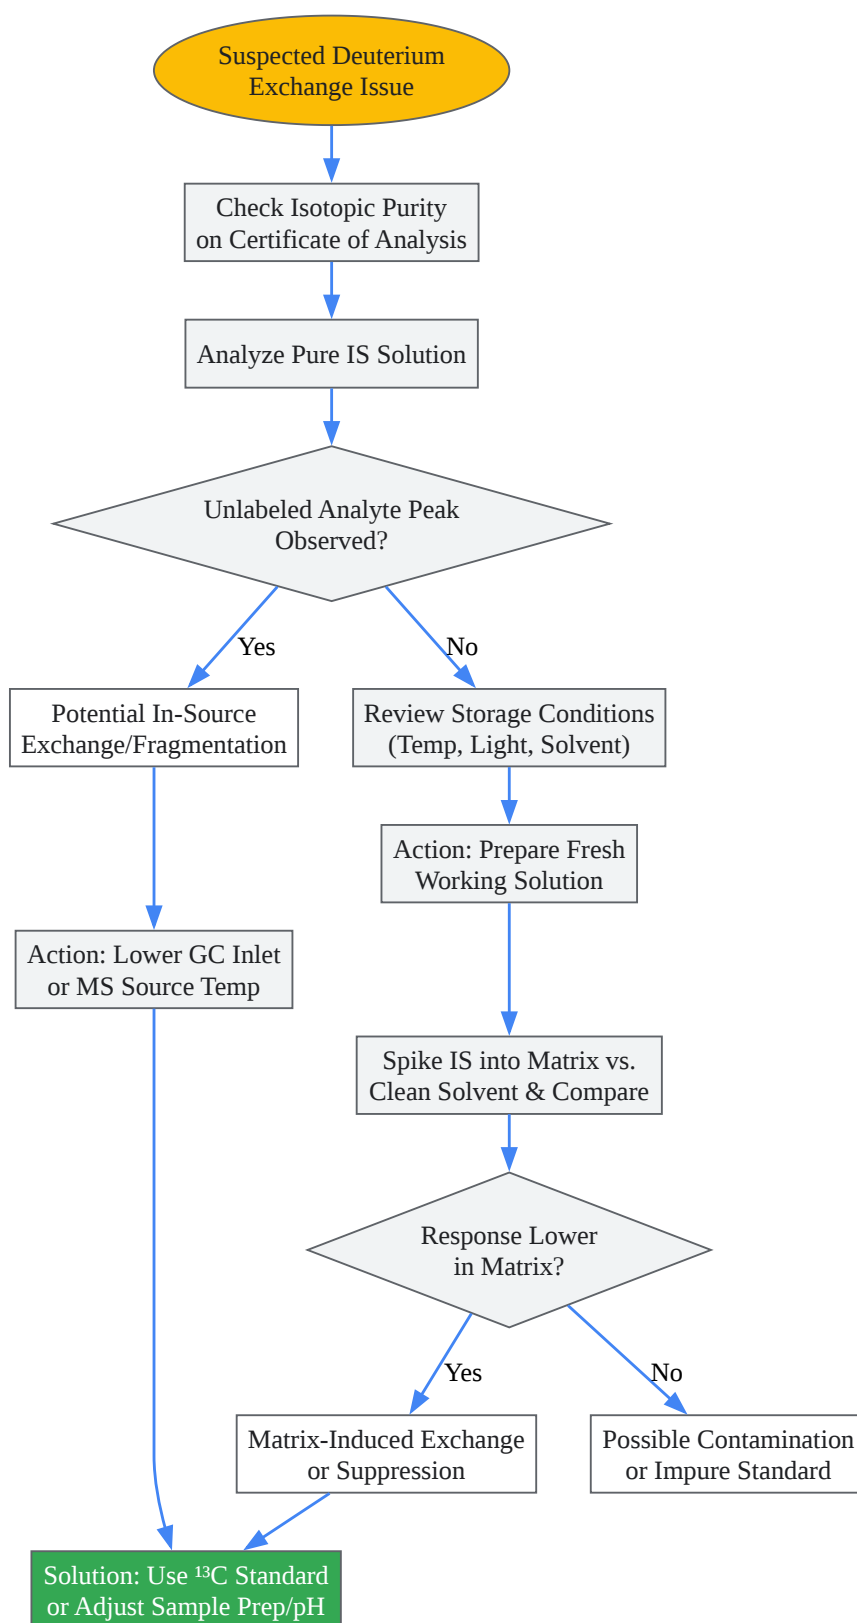 Suspected Deuterium
Exchange Issue
Check Isotopic Purity
on Certificate of Analysis
Analyze Pure IS Solution
Unlabeled Analyte Peak
Observed?
Yes
No
Potential In-Source
Exchange/Fragmentation
Review Storage Conditions
(Temp, Light, Solvent)
Action: Prepare Fresh
Working Solution
Action: Lower GC Inlet
or MS Source Temp
Spike IS into Matrix vs.
Clean Solvent & Compare
Response Lower
in Matrix?
Yes
No
Matrix-Induced Exchange
or Suppression
Possible Contamination
or Impure Standard
Solution: Use ¹³C Standard
or Adjust Sample Prep/pH